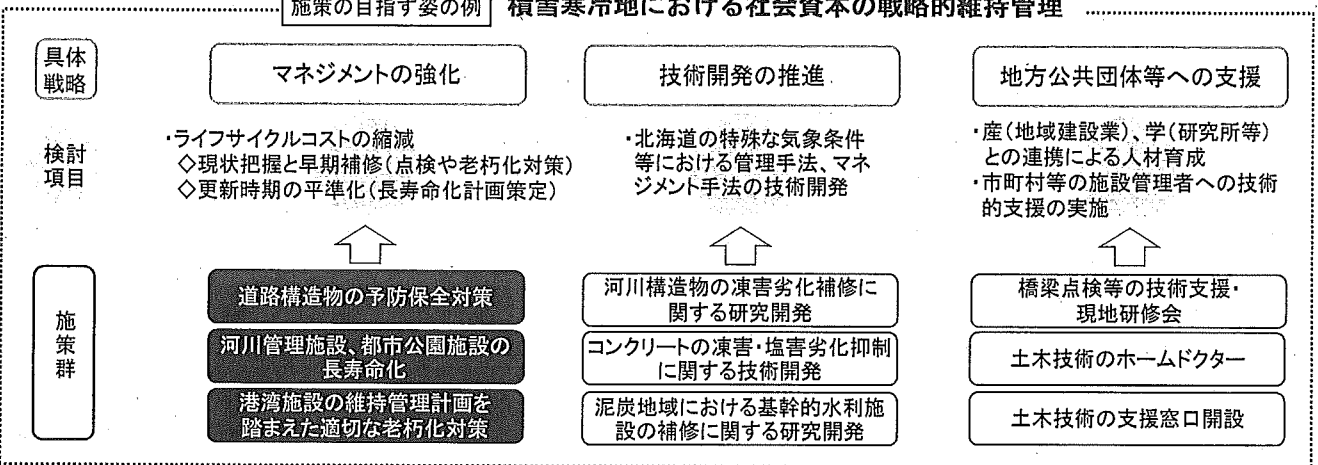 施策の目指す姿の例 積雪寒冷地における社会資本の戦略的維持管理
具体
戦略
マネジメントの強化
技術開発の推進
地方公共団体等への支援
検討
項目
・ライフサイクルコストの縮減
◇現状把握と早期補修(点検や老朽化対策)
◇更新時期の平準化(長寿命化計画策定)
・北海道の特殊な気象条件
等における管理手法、マネ
ジメント手法の技術開発
・産(地域建設業)、学(研究所等)
との連携による人材育成
・市町村等の施設管理者への技術
的支援の実施
施
策
群
道路構造物の予防保全対策
河川管理施設、都市公園施設の
長寿命化
港湾施設の維持管理計画を
踏まえた適切な老朽化対策
河川構造物の凍害劣化補修に
関する研究開発
コンクリートの凍害・塩害劣化抑制
に関する技術開発
泥炭地域における基幹的水利施
設の補修に関する研究開発
橋梁点検等の技術支援・
現地研修会
土木技術のホームドクター
土木技術の支援窓口開設